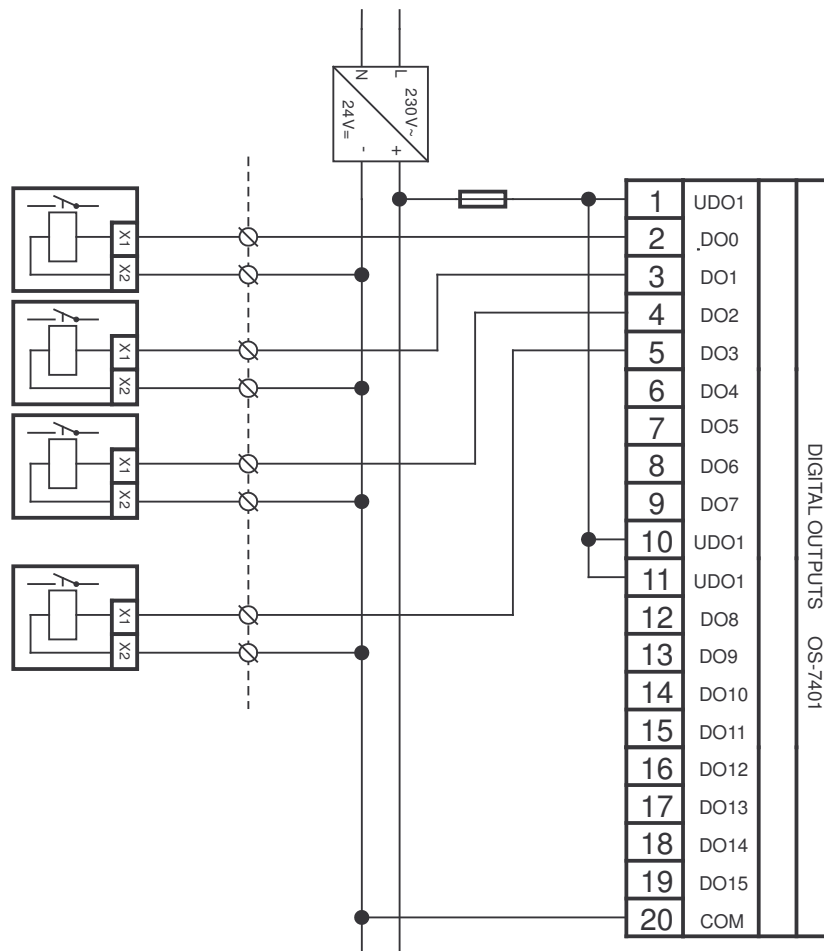 N L
230V~
24V=
- +
X1
X2
X1
X2
X1
X2
X1
X2
1 UDO1
2 DO0
3 DO1
4 DO2
5 DO3
6 DO4
7 DO5
8 DO6
9 DO7
10 UDO1
11 UDO1
12 DO8
13 DO9
14 DO10
15 DO11
16 DO12
17 DO13
18 DO14
19 DO15
20 COM
DIGITAL OUTPUTS OS-7401